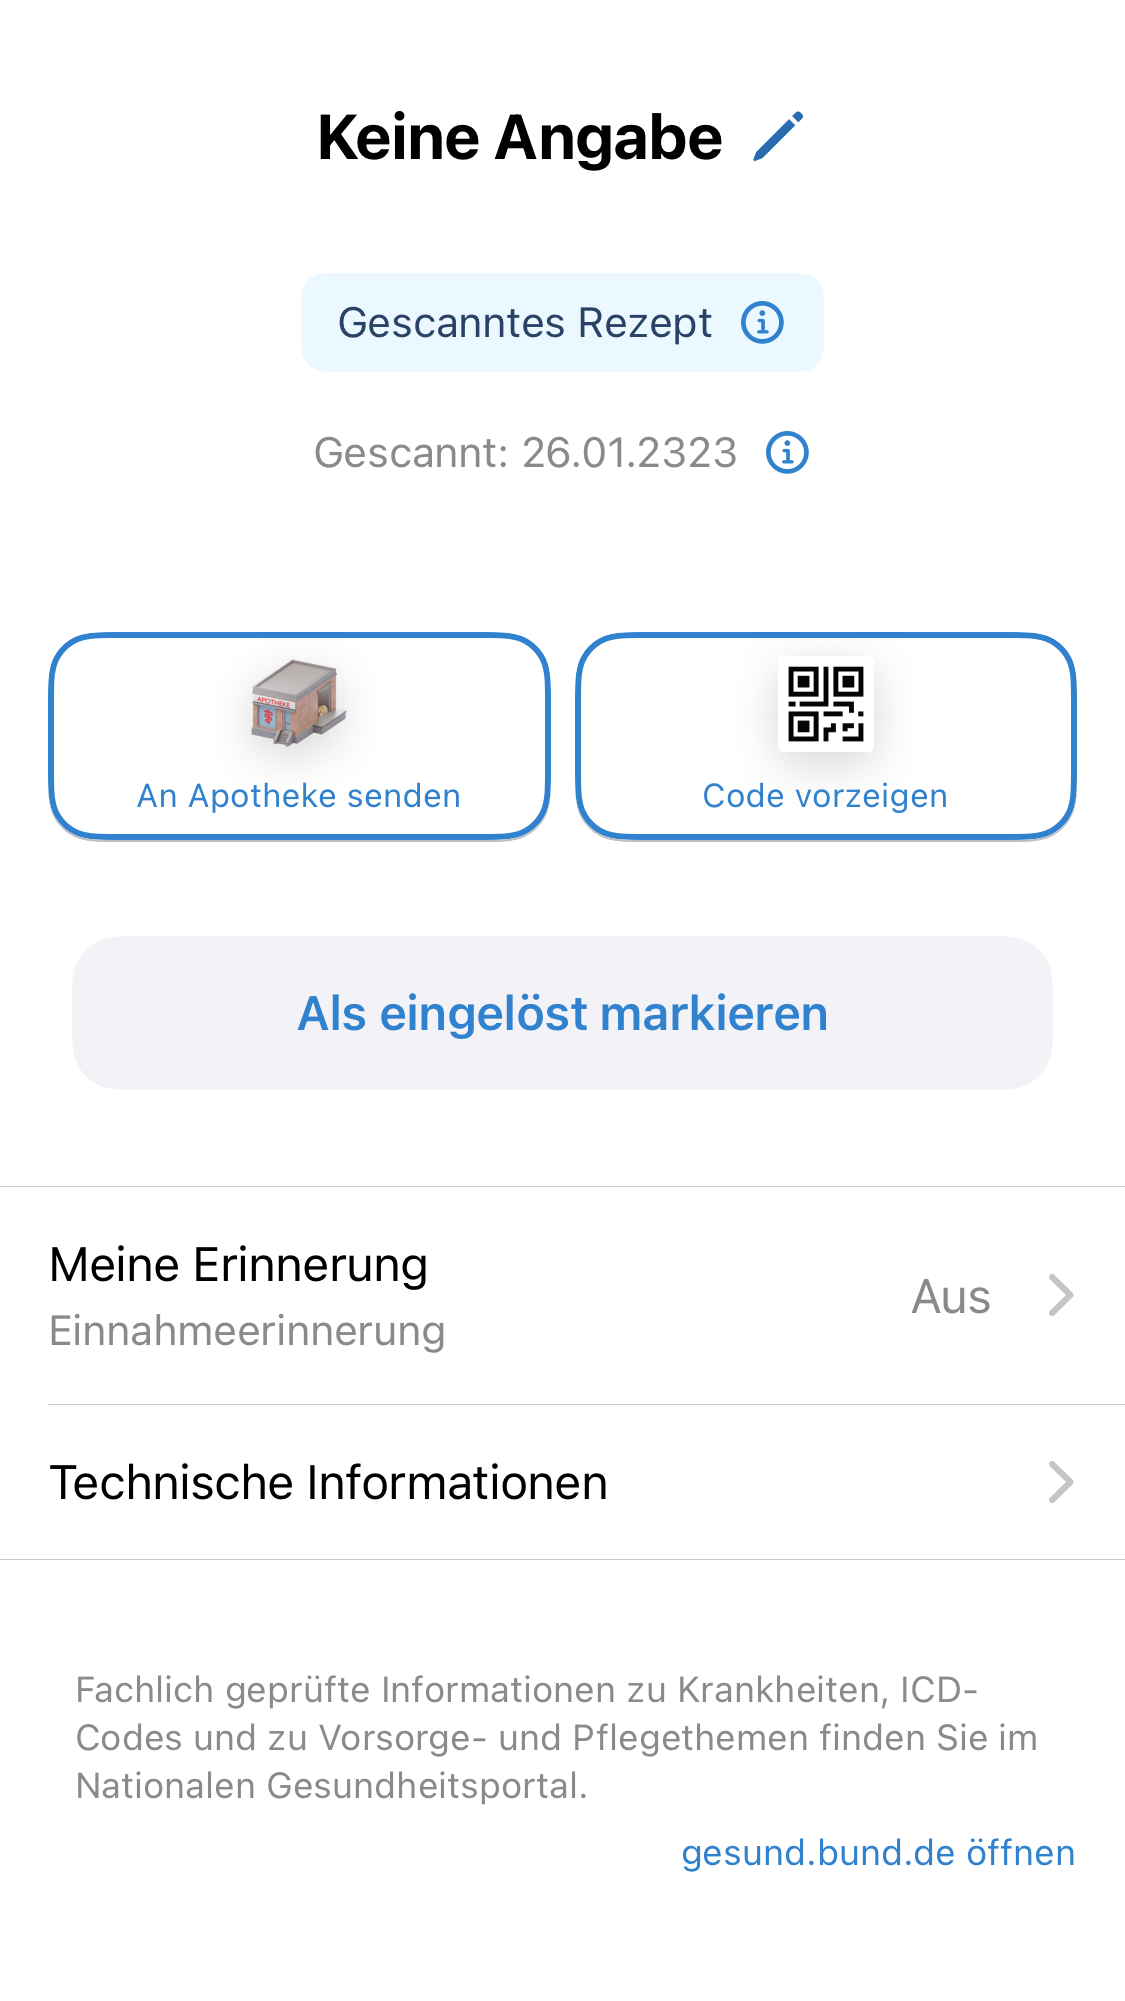 Keine Angabe
Gescanntes Rezept
Gescannt: 26.01.2323
APOTHEKE
An Apotheke senden
Code vorzeigen
Als eingelöst markieren
Meine Erinnerung
Einnahmeerinnerung
Aus
Technische Informationen
Fachlich geprüfte Informationen zu Krankheiten, ICD-
Codes und zu Vorsorge- und Pflegethemen finden Sie im
Nationalen Gesundheitsportal.
gesund.bund.de öffnen